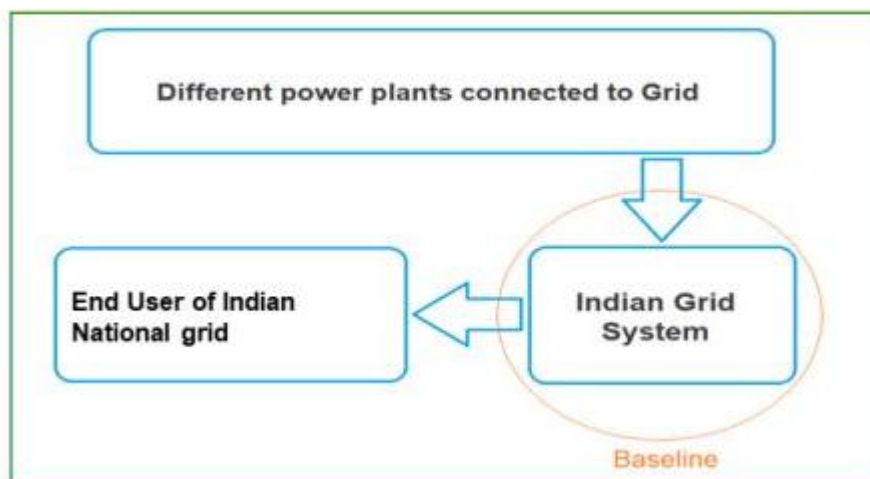 Different power plants connected to Grid
End User of Indian
National grid
Indian Grid
System
Baseline